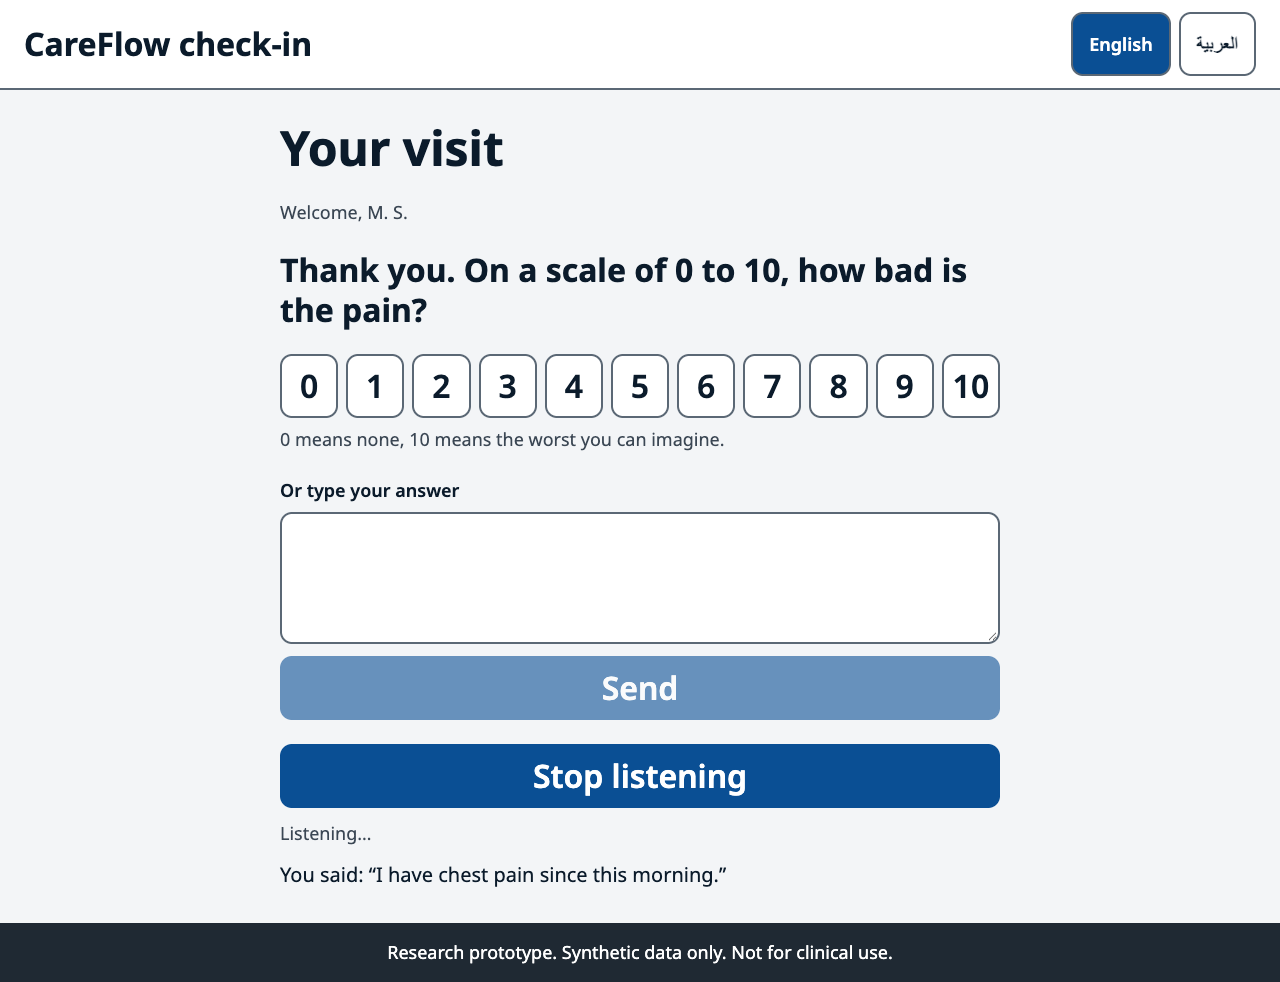 CareFlow check-in
English
العربية
Your visit
Welcome, M. S.
Thank you. On a scale of 0 to 10, how bad is
the pain?
0 1 2 3 4 5 6 7 8 9 10
0 means none, 10 means the worst you can imagine.
Or type your answer
Send
Stop listening
Listening...
You said: “I have chest pain since this morning.”
Research prototype. Synthetic data only. Not for clinical use.